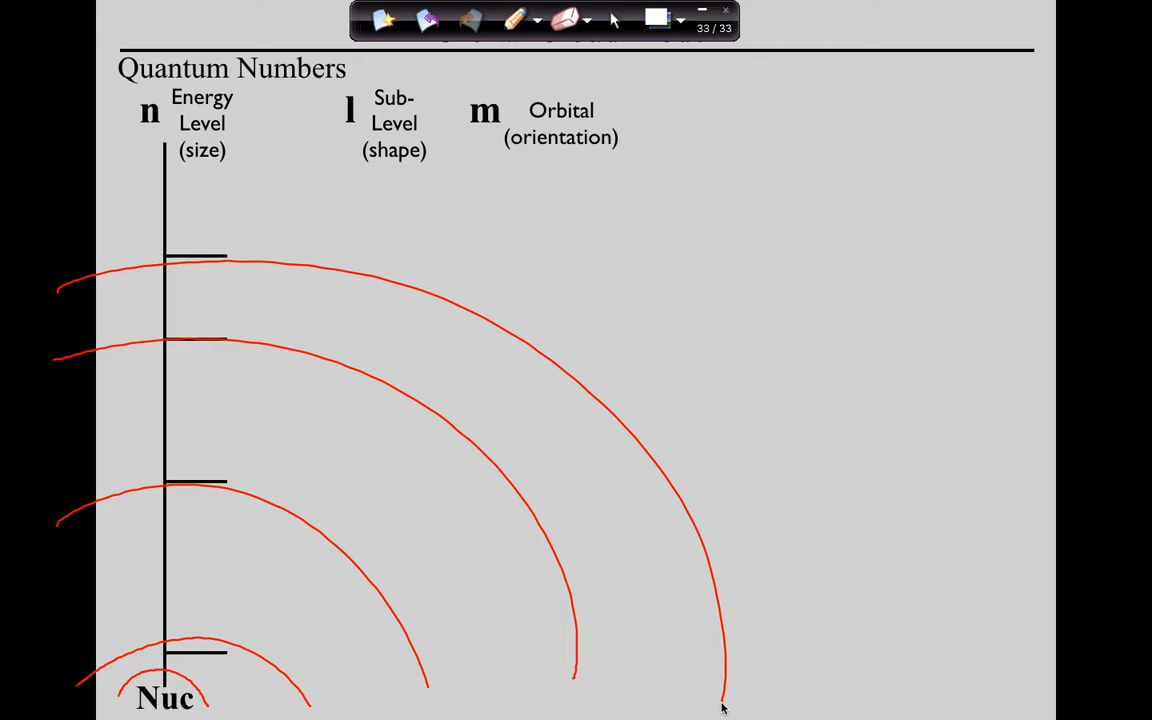 33 / 33
Quantum Numbers
n Energy Level (size)
l Sub-Level (shape)
m Orbital (orientation)
Nuc